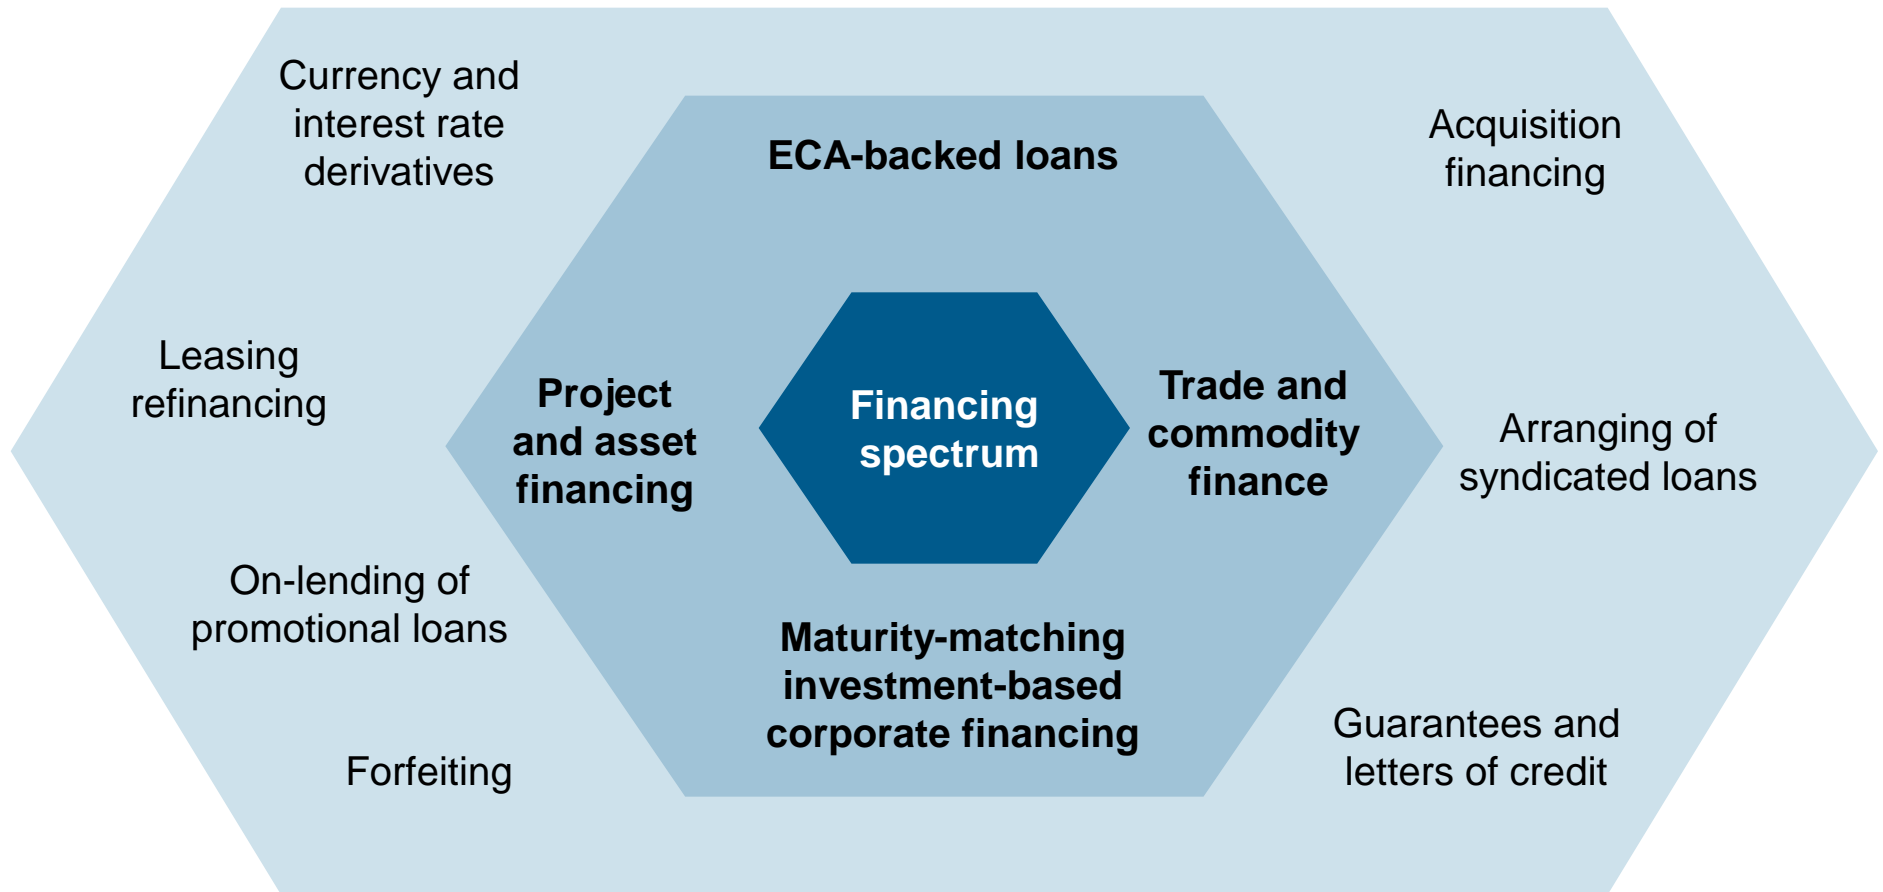 Currency and
interest rate
derivatives
ECA-backed loans
Acquisition
financing
Leasing
refinancing
Project
and asset
financing
Financing
spectrum
Trade and
commodity
finance
Arranging of
syndicated loans
On-lending of
promotional loans
Maturity-matching
investment-based
corporate financing
Forfeiting
Guarantees and
letters of credit